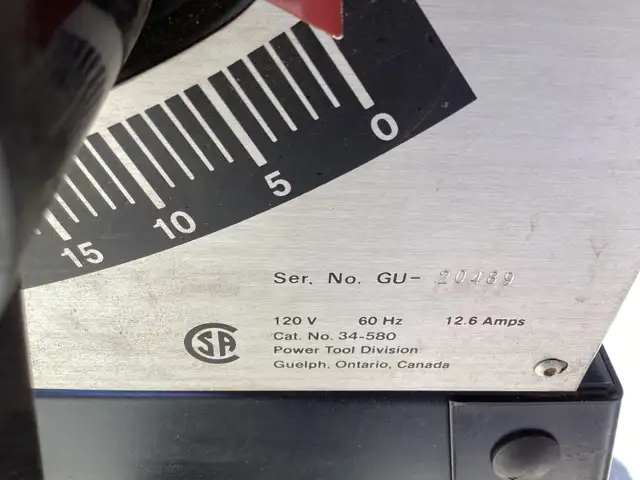 0
5
10
15
Ser. No. GU- 20489
120 V 60 Hz 12.6 Amps
CSA
Cat. No. 34-580
Power Tool Division
Guelph, Ontario, Canada